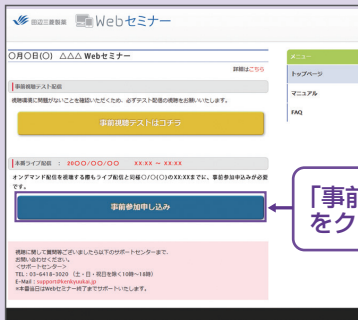 田辺三菱製薬 Webセミナー
〇月〇日(〇) △△△ Webセミナー
詳細はこちら
事前視聴テスト配信
視聴環境に問題がないことを確認いただくため、必ずテスト配信の視聴をお願いいたします。
事前視聴テストはコチラ
本番ライブ配信 : 20〇〇/〇〇/〇〇 XX:XX ～ XX:XX
オンデマンド配信を視聴する際もライブ配信と同様〇/〇(〇)のXX:XXまでに、事前参加申込みが必要
です。
事前参加申し込み
視聴に関して質問等ございましたら以下のサポートセンターまで、
お問い合わせください。
<サポートセンター>
TEL：03-6418-3020 （土・日・祝日を除く10時～18時）
E-Mail：support@kenkyuukai.jp
※本番当日はWebセミナー終了までサポートいたします。
メニュー
トップページ
マニュアル
FAQ
「事前
をク